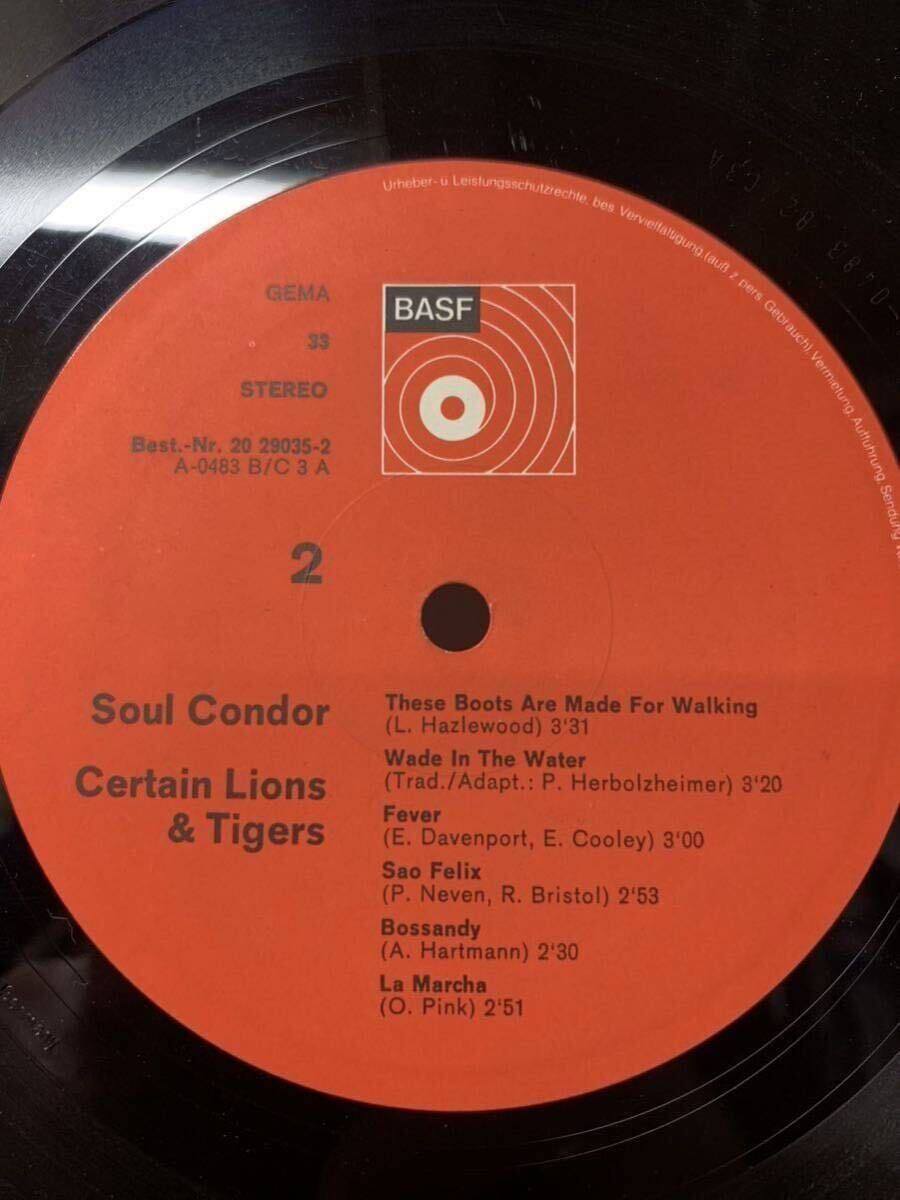 Urheber- u. Leistungsschutzrechte, bes. Vervielfältigung, (auß z pers Gebrauch), Vermietung, Aufführung, Sendung
BASF
GEMA
33
STEREO
Best.-Nr. 20 29035-2
A-0483 B/C 3 A
2
Soul Condor
Certain Lions
& Tigers
These Boots Are Made For Walking
(L. Hazlewood) 3'31
Wade In The Water
(Trad./Adapt.: P. Herbolzheimer) 3'20
Fever
(E. Davenport, E. Cooley) 3'00
Sao Felix
(P. Neven, R. Bristol) 2'53
Bossandy
(A. Hartmann) 2'30
La Marcha
(O. Pink) 2'51